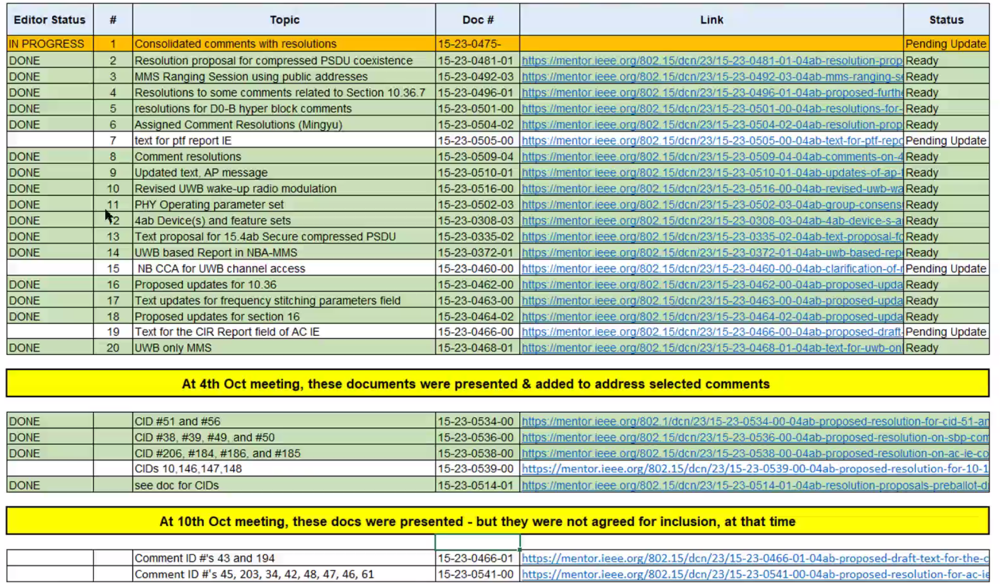 Editor Status # Topic Doc # Link Status
IN PROGRESS 1 Consolidated comments with resolutions 15-23-0475- Pending Update
DONE 2 Resolution proposal for compressed PSDU coexistence 15-23-0481-01 https://mentor.ieee.org/802.15/dcn/23/15-23-0481-01-04ab-resolution-prop Ready
DONE 3 MMS Ranging Session using public addresses 15-23-0492-03 https://mentor.ieee.org/802.15/dcn/23/15-23-0492-03-04ab-mms-ranging-se Ready
DONE 4 Resolutions to some comments related to Section 10.36.7 15-23-0496-01 https://mentor.ieee.org/802.15/dcn/23/15-23-0496-01-04ab-proposed-furthe Ready
DONE 5 resolutions for D0-B hyper block comments 15-23-0501-00 https://mentor.ieee.org/802.15/dcn/23/15-23-0501-00-04ab-resolutions-for- Ready
DONE 6 Assigned Comment Resolutions (Mingyu) 15-23-0504-02 https://mentor.ieee.org/802.15/dcn/23/15-23-0504-02-04ab-resolution-prop Ready
7 text for ptf report IE 15-23-0505-00 https://mentor.ieee.org/802.15/dcn/23/15-23-0505-00-04ab-text-for-ptf-repo Pending Update
DONE 8 Comment resolutions 15-23-0509-04 https://mentor.ieee.org/802.15/dcn/23/15-23-0509-04-04ab-comments-on-4 Ready
DONE 9 Updated text, AP message 15-23-0510-01 https://mentor.ieee.org/802.15/dcn/23/15-23-0510-01-04ab-updates-of-ap-t Ready
DONE 10 Revised UWB wake-up radio modulation 15-23-0516-00 https://mentor.ieee.org/802.15/dcn/23/15-23-0516-00-04ab-revised-uwb-wa Ready
DONE 11 PHY Operating parameter set 15-23-0502-03 https://mentor.ieee.org/802.15/dcn/23/15-23-0502-03-04ab-group-consens Ready
DONE 12 4ab Device(s) and feature sets 15-23-0308-03 https://mentor.ieee.org/802.15/dcn/23/15-23-0308-03-04ab-4ab-device-s-a Ready
DONE 13 Text proposal for 15.4ab Secure compressed PSDU 15-23-0335-02 https://mentor.ieee.org/802.15/dcn/23/15-23-0335-02-04ab-text-proposal-fo Ready
DONE 14 UWB based Report in NBA-MMS 15-23-0372-01 https://mentor.ieee.org/802.15/dcn/23/15-23-0372-01-04ab-uwb-based-rep Ready
15 NB CCA for UWB channel access 15-23-0460-00 https://mentor.ieee.org/802.15/dcn/23/15-23-0460-00-04ab-clarification-of-n Pending Update
DONE 16 Proposed updates for 10.36 15-23-0462-00 https://mentor.ieee.org/802.15/dcn/23/15-23-0462-00-04ab-proposed-upda Ready
DONE 17 Text updates for frequency stitching parameters field 15-23-0463-00 https://mentor.ieee.org/802.15/dcn/23/15-23-0463-00-04ab-proposed-upda Ready
DONE 18 Proposed updates for section 16 15-23-0464-02 https://mentor.ieee.org/802.15/dcn/23/15-23-0464-02-04ab-proposed-upda Ready
19 Text for the CIR Report field of AC IE 15-23-0466-00 https://mentor.ieee.org/802.15/dcn/23/15-23-0466-00-04ab-proposed-draft- Pending Update
DONE 20 UWB only MMS 15-23-0468-01 https://mentor.ieee.org/802.15/dcn/23/15-23-0468-01-04ab-text-for-uwb-on Ready
At 4th Oct meeting, these documents were presented & added to address selected comments
DONE CID #51 and #56 15-23-0534-00 https://mentor.ieee.org/802.1/dcn/23/15-23-0534-00-04ab-proposed-resolution-for-cid-51-an
DONE CID #38, #39, #49, and #50 15-23-0536-00 https://mentor.ieee.org/802.15/dcn/23/15-23-0536-00-04ab-proposed-resolution-on-sbp-com
DONE CID #206, #184, #186, and #185 15-23-0538-00 https://mentor.ieee.org/802.15/dcn/23/15-23-0538-00-04ab-proposed-resolution-on-ac-ie-co
CIDs 10,146,147,148 15-23-0539-00 https://mentor.ieee.org/802.15/dcn/23/15-23-0539-00-04ab-proposed-resolution-for-10-1
DONE see doc for CIDs 15-23-0514-01 https://mentor.ieee.org/802.15/dcn/23/15-23-0514-01-04ab-resolution-proposals-preballot-d
At 10th Oct meeting, these docs were presented - but they were not agreed for inclusion, at that time
Comment ID #'s 43 and 194 15-23-0466-01 https://mentor.ieee.org/802.15/dcn/23/15-23-0466-01-04ab-proposed-draft-text-for-the-c
Comment ID #'s 45, 203, 34, 42, 48, 47, 46, 61 15-23-0541-00 https://mentor.ieee.org/802.15/dcn/23/15-23-0541-00-04ab-proposed-resolution-for-ac-ie